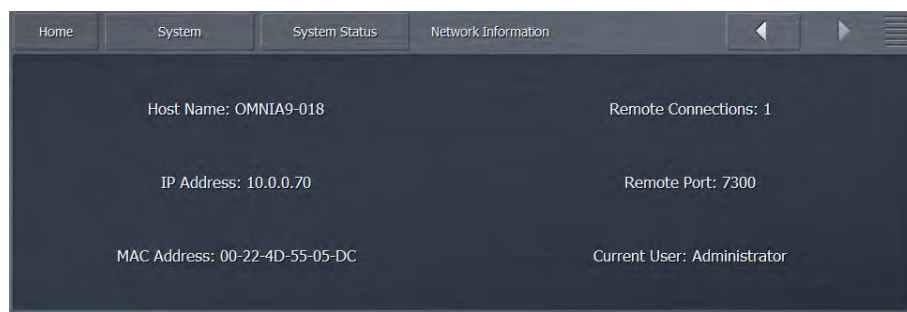 Home System System Status Network Information
Host Name: OMNIA9-018 Remote Connections: 1
IP Address: 10.0.0.70 Remote Port: 7300
MAC Address: 00-22-4D-55-05-DC Current User: Administrator